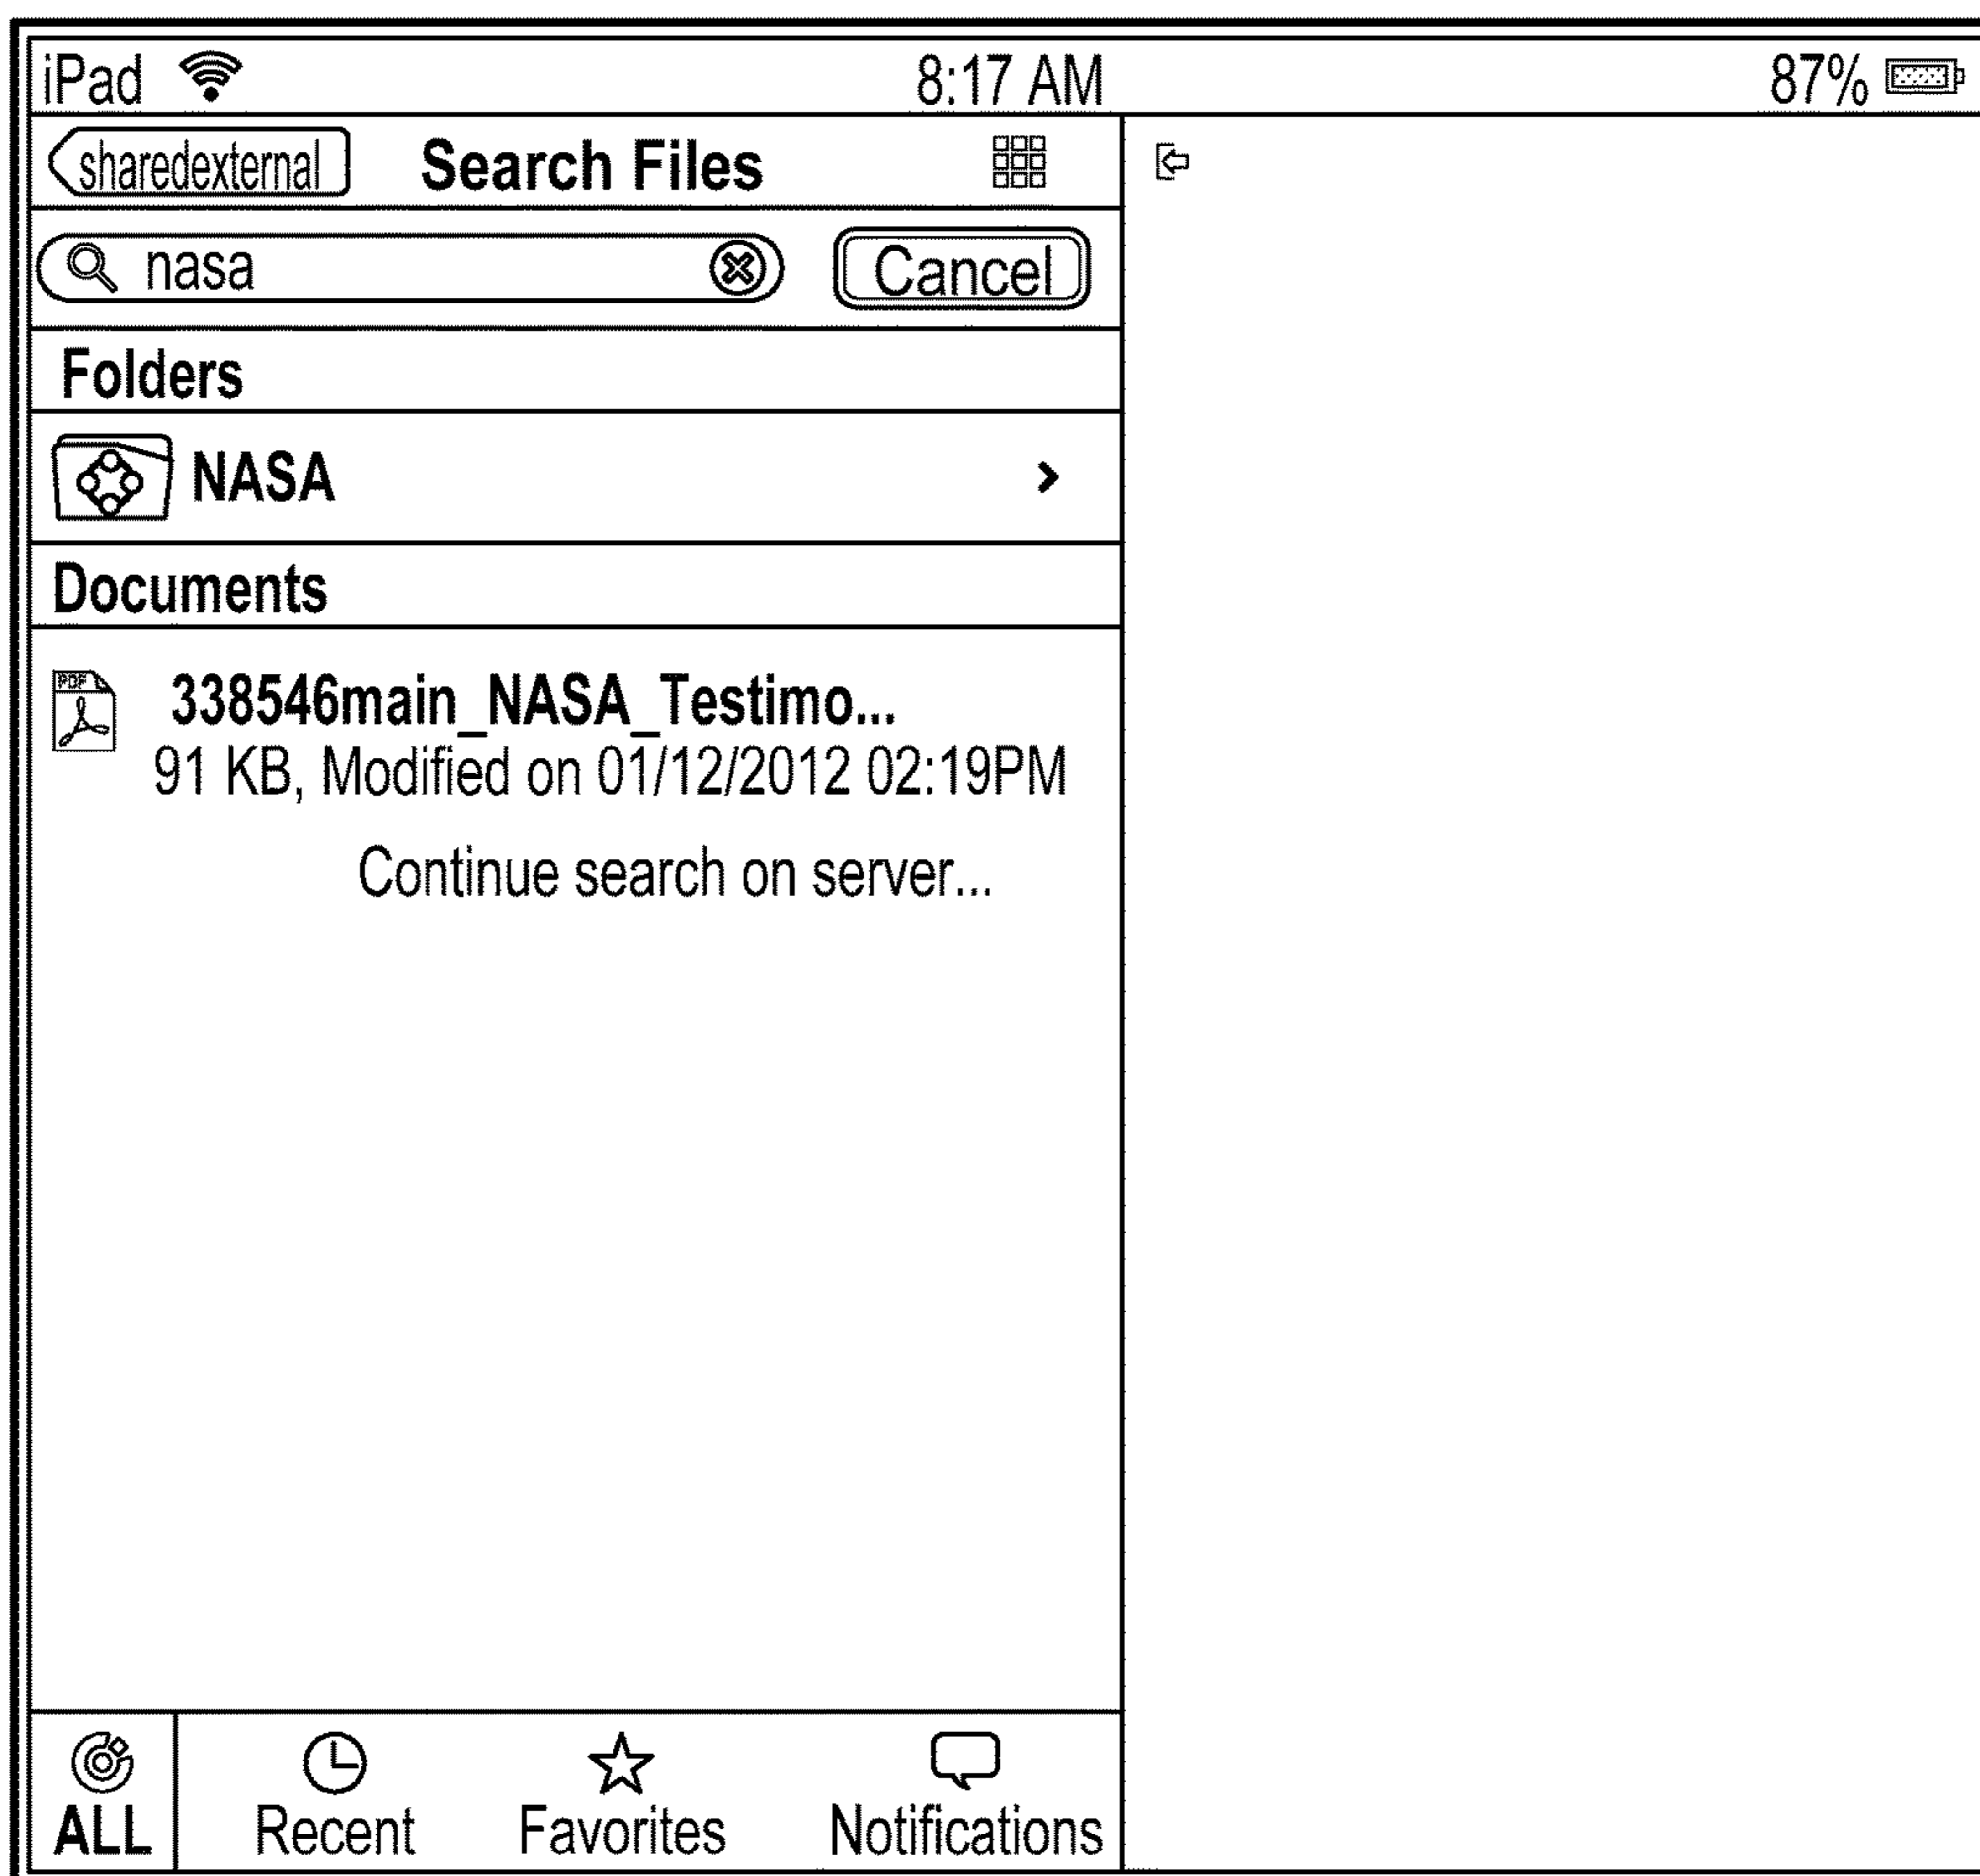 iPad 8:17 AM 87%
sharedexternal Search Files
nasa Cancel
Folders
NASA
Documents
PDF 338546main_NASA_Testimo...
91 KB, Modified on 01/12/2012 02:19PM
Continue search on server...
ALL Recent Favorites Notifications